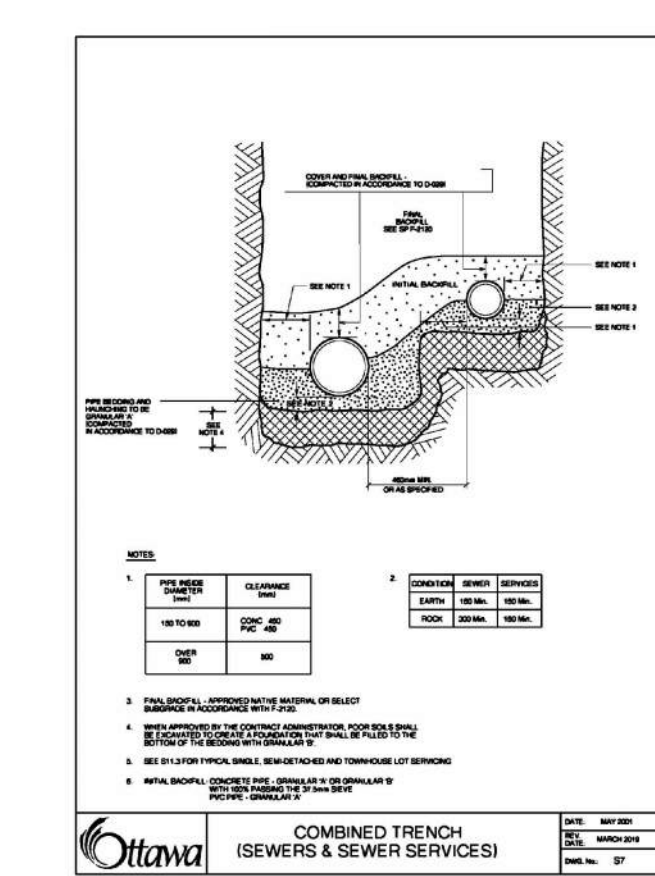 COVER AND FINAL BACKFILL -
(COMPACTED IN ACCORDANCE TO D-029)
FINAL
BACKFILL
SEE SP F-2120
SEE NOTE 1
SEE NOTE 1
INITIAL BACKFILL
SEE NOTE 2
SEE NOTE 1
PIPE BEDDING AND
HAUNCHING TO BE
GRANULAR 'A'
(COMPACTED
IN ACCORDANCE TO D-029)
SEE NOTE 2
SEE
NOTE 4
OR AS SPECIFIED
NOTES:
1.
PIPE INSIDE
DIAMETER
(mm)
CLEARANCE
(mm)
150 TO 900
CONC 450
PVC 450
OVER
900
500
2.
CONDITION SEWER SERVICES
EARTH 150 Min. 150 Min.
ROCK 300 Min. 150 Min.
3. FINAL BACKFILL - APPROVED NATIVE MATERIAL OR SELECT
SUBGRADE IN ACCORDANCE WITH F-2120.
4. WHEN APPROVED BY THE CONTRACT ADMINISTRATOR, POOR SOILS SHALL
BE EXCAVATED TO CREATE A FOUNDATION THAT SHALL BE FILLED TO THE
BOTTOM OF THE BEDDING WITH GRANULAR 'B'.
5. SEE S11.3 FOR TYPICAL SINGLE, SEMI-DETACHED AND TOWNHOUSE LOT SERVICING
6. INITIAL BACKFILL: CONCRETE PIPE - GRANULAR 'A' OR GRANULAR 'B'
WITH 100% PASSING THE 37.5mm SIEVE
PVC PIPE - GRANULAR 'A'
Ottawa
COMBINED TRENCH
(SEWERS & SEWER SERVICES)
DATE: MAY 2001
REV.
DATE: MARCH 2019
DWG. No.: S7